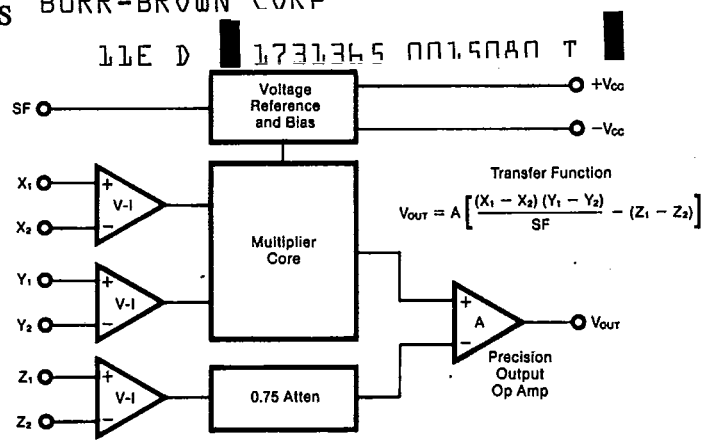 S BURR-BROWN CORP
11E D 1731365 0015080 T
Voltage
Reference
and Bias
SF
+VCC
−VCC
X1
X2
+
V-I
−
Multiplier
Core
Transfer Function
VOUT = A [ (X1 − X2) (Y1 − Y2) / SF − (Z1 − Z2) ]
Y1
Y2
+
V-I
−
+
A
−
VOUT
Precision
Output
Op Amp
Z1
Z2
+
V-I
−
0.75 Atten